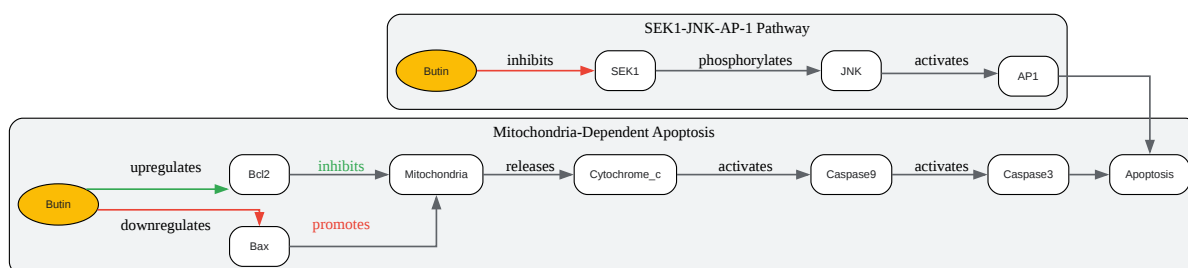 SEK1-JNK-AP-1 Pathway
Butin
inhibits
SEK1
phosphorylates
JNK
activates
AP1
Mitochondria-Dependent Apoptosis
Butin
upregulates
Bcl2
inhibits
Mitochondria
releases
Cytochrome_c
activates
Caspase9
activates
Caspase3
Apoptosis
downregulates
Bax
promotes